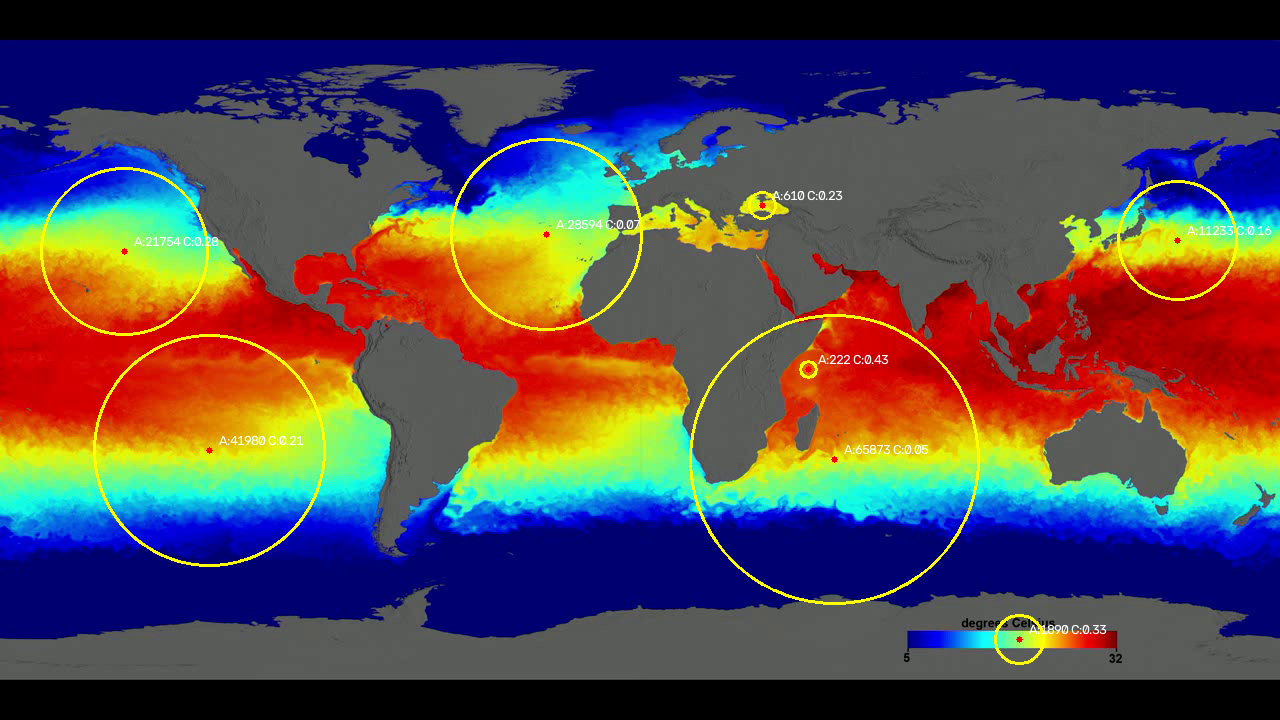 A:610 C:0.23
A:28594 C:0.07
A:11233 C:0.16
A:21754 C:0.28
A:222 C:0.43
A:41980 C:0.21
A:65873 C:0.05
degrees Celsius
A:1890 C:0.33
5 32